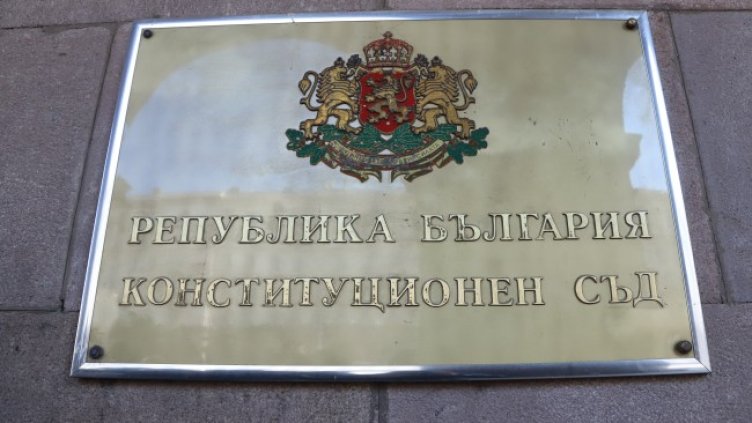 РЕПУБЛИКА БЪЛГАРИЯ
КОНСТИТУЦИОНЕН СЪД